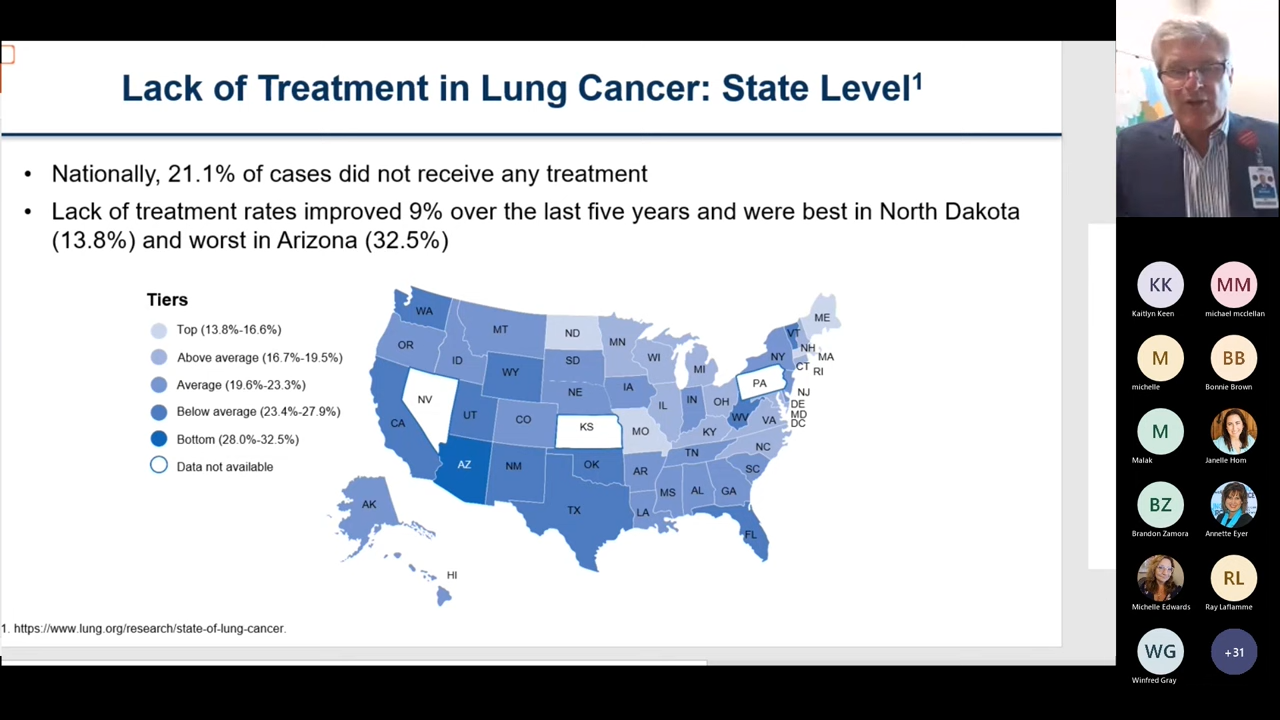 Lack of Treatment in Lung Cancer: State Level¹
• Nationally, 21.1% of cases did not receive any treatment
• Lack of treatment rates improved 9% over the last five years and were best in North Dakota
(13.8%) and worst in Arizona (32.5%)
Tiers
Top (13.8%-16.6%)
Above average (16.7%-19.5%)
Average (19.6%-23.3%)
Below average (23.4%-27.9%)
Bottom (28.0%-32.5%)
Data not available
WA
MT
ND
MN
ME
VT
NH
OR
ID
WY
SD
WI
MI
NY
MA
CT
RI
NV
UT
CO
NE
IA
IL
IN
OH
PA
NJ
DE
MD
DC
CA
KS
MO
KY
WV
VA
AZ
NM
OK
AR
TN
NC
SC
TX
LA
MS
AL
GA
FL
AK
HI
1. https://www.lung.org/research/state-of-lung-cancer.
KK
MM
Kaitlyn Keen
michael mcclellan
M
BB
michelle
Bonnie Brown
M
Malak
Janelle Hom
BZ
Brandon Zamora
Annette Eyer
RL
Michelle Edwards
Ray Laflamme
WG
+31
Winfred Gray